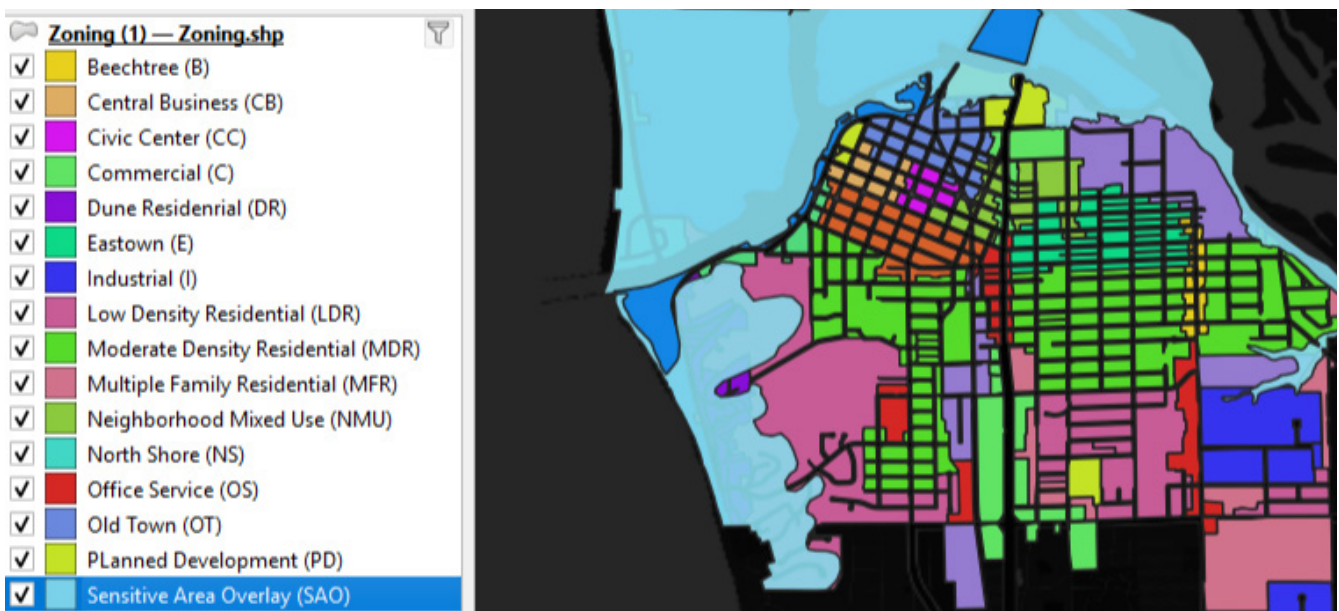 Zoning (1) — Zoning.shp
Beechtree (B)
Central Business (CB)
Civic Center (CC)
Commercial (C)
Dune Residenrial (DR)
Eastown (E)
Industrial (I)
Low Density Residential (LDR)
Moderate Density Residential (MDR)
Multiple Family Residential (MFR)
Neighborhood Mixed Use (NMU)
North Shore (NS)
Office Service (OS)
Old Town (OT)
PLanned Development (PD)
Sensitive Area Overlay (SAO)